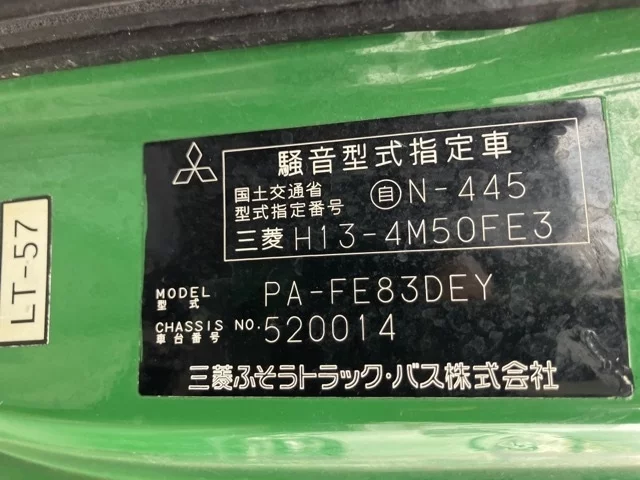 騒音型式指定車
国土交通省
型式指定番号 自N-445
三菱 H13-4M50FE3
MODEL
型式 PA-FE83DEY
CHASSIS NO.
車台番号 520014
三菱ふそうトラック・バス株式会社
LT-57